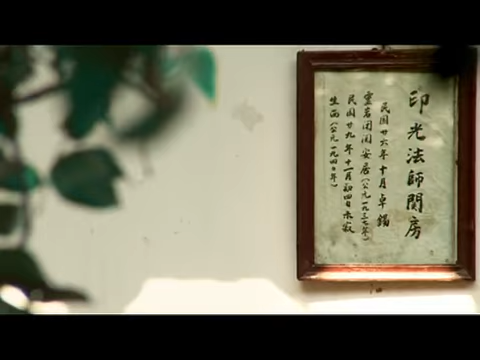 印光法師關房
民國廿六年十月卓錫
靈岩閉關安居(公元一九三七年)
民國廿九年十一月初四日示寂
生西(公元一九四〇年)